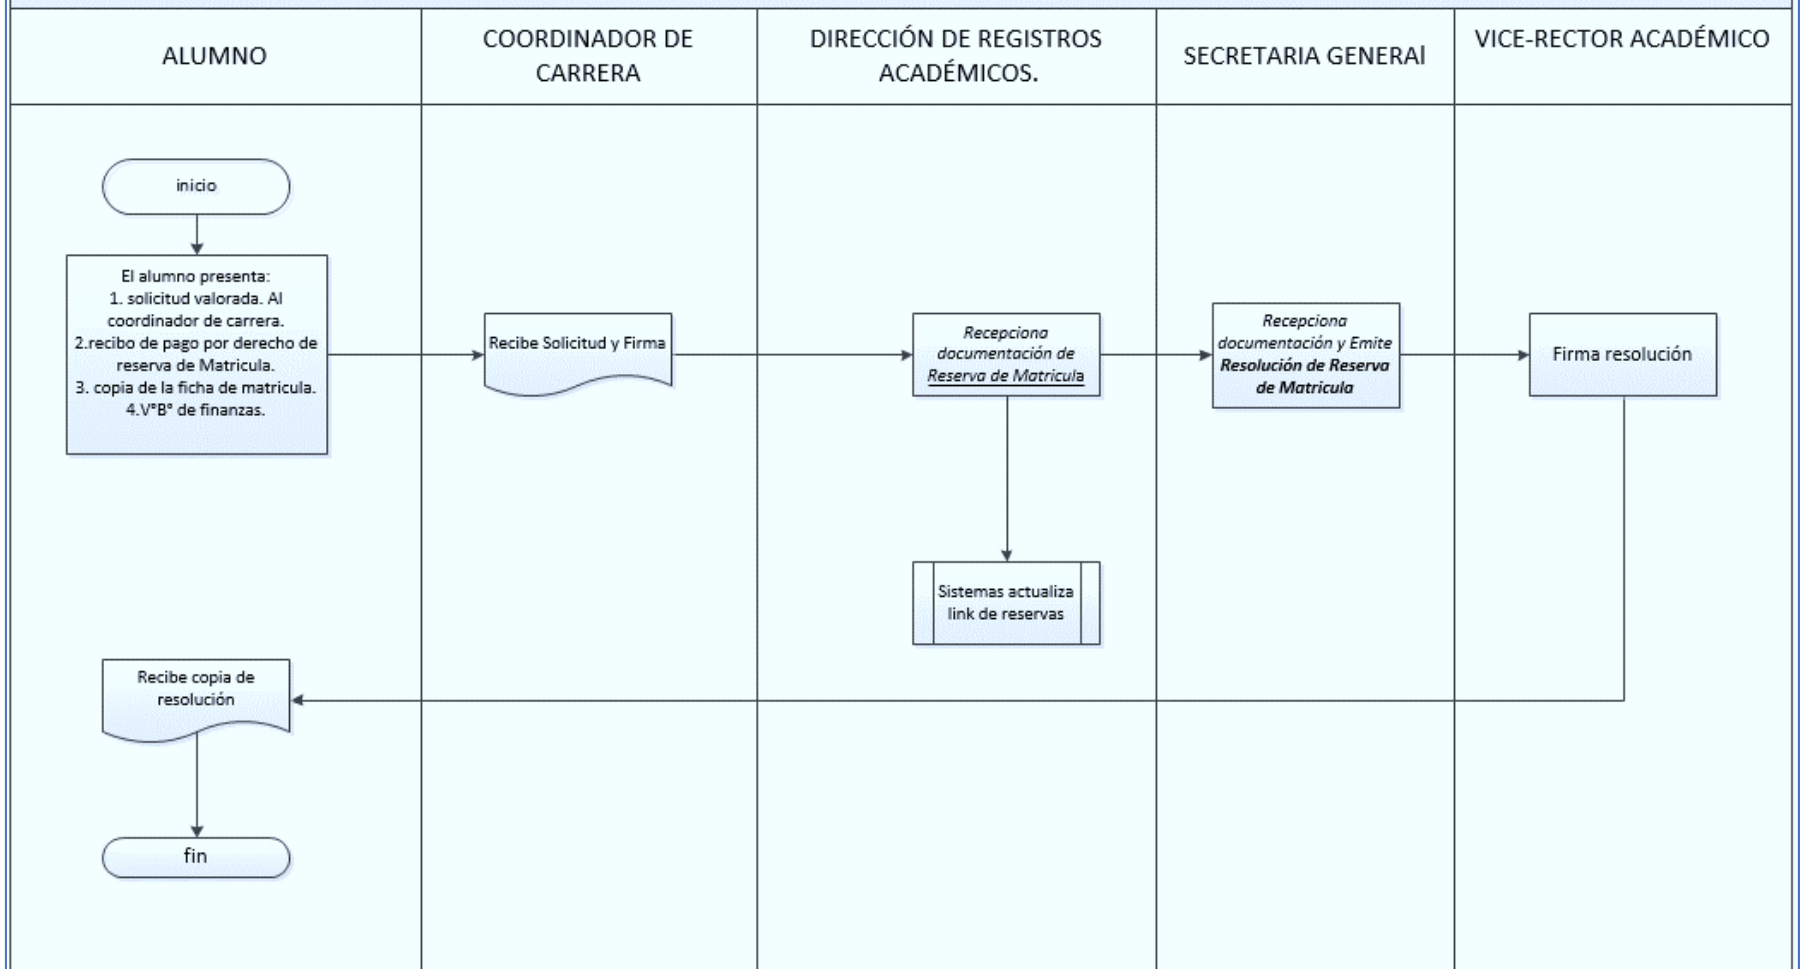 ALUMNO
COORDINADOR DE
CARRERA
DIRECCIÓN DE REGISTROS
ACADÉMICOS.
SECRETARIA GENERAl
VICE-RECTOR ACADÉMICO
inicio
El alumno presenta:
1. solicitud valorada. Al
coordinador de carrera.
2.recibo de pago por derecho de
reserva de Matricula.
3. copia de la ficha de matricula.
4.V°B° de finanzas.
Recibe Solicitud y Firma
Recepciona
documentación de
Reserva de Matricula
Recepciona
documentación y Emite
Resolución de Reserva
de Matricula
Firma resolución
Sistemas actualiza
link de reservas
Recibe copia de
resolución
fin